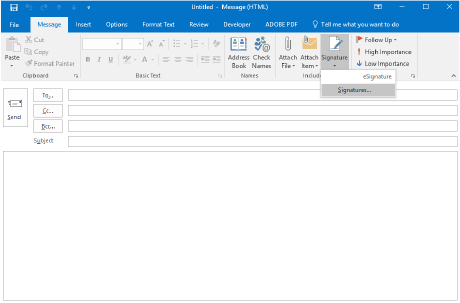 Untitled - Message (HTML)
File Message Insert Options Format Text Review Developer ADOBE PDF Tell me what you want to do
Paste
Cut
Copy
Format Painter
Clipboard
B I U
A
Basic Text
Address Book
Check Names
Names
Attach File
Attach Item
Signature
Include
Follow Up
High Importance
Low Importance
eSignature
Signatures...
Send
To...
Cc...
Bcc...
Subject